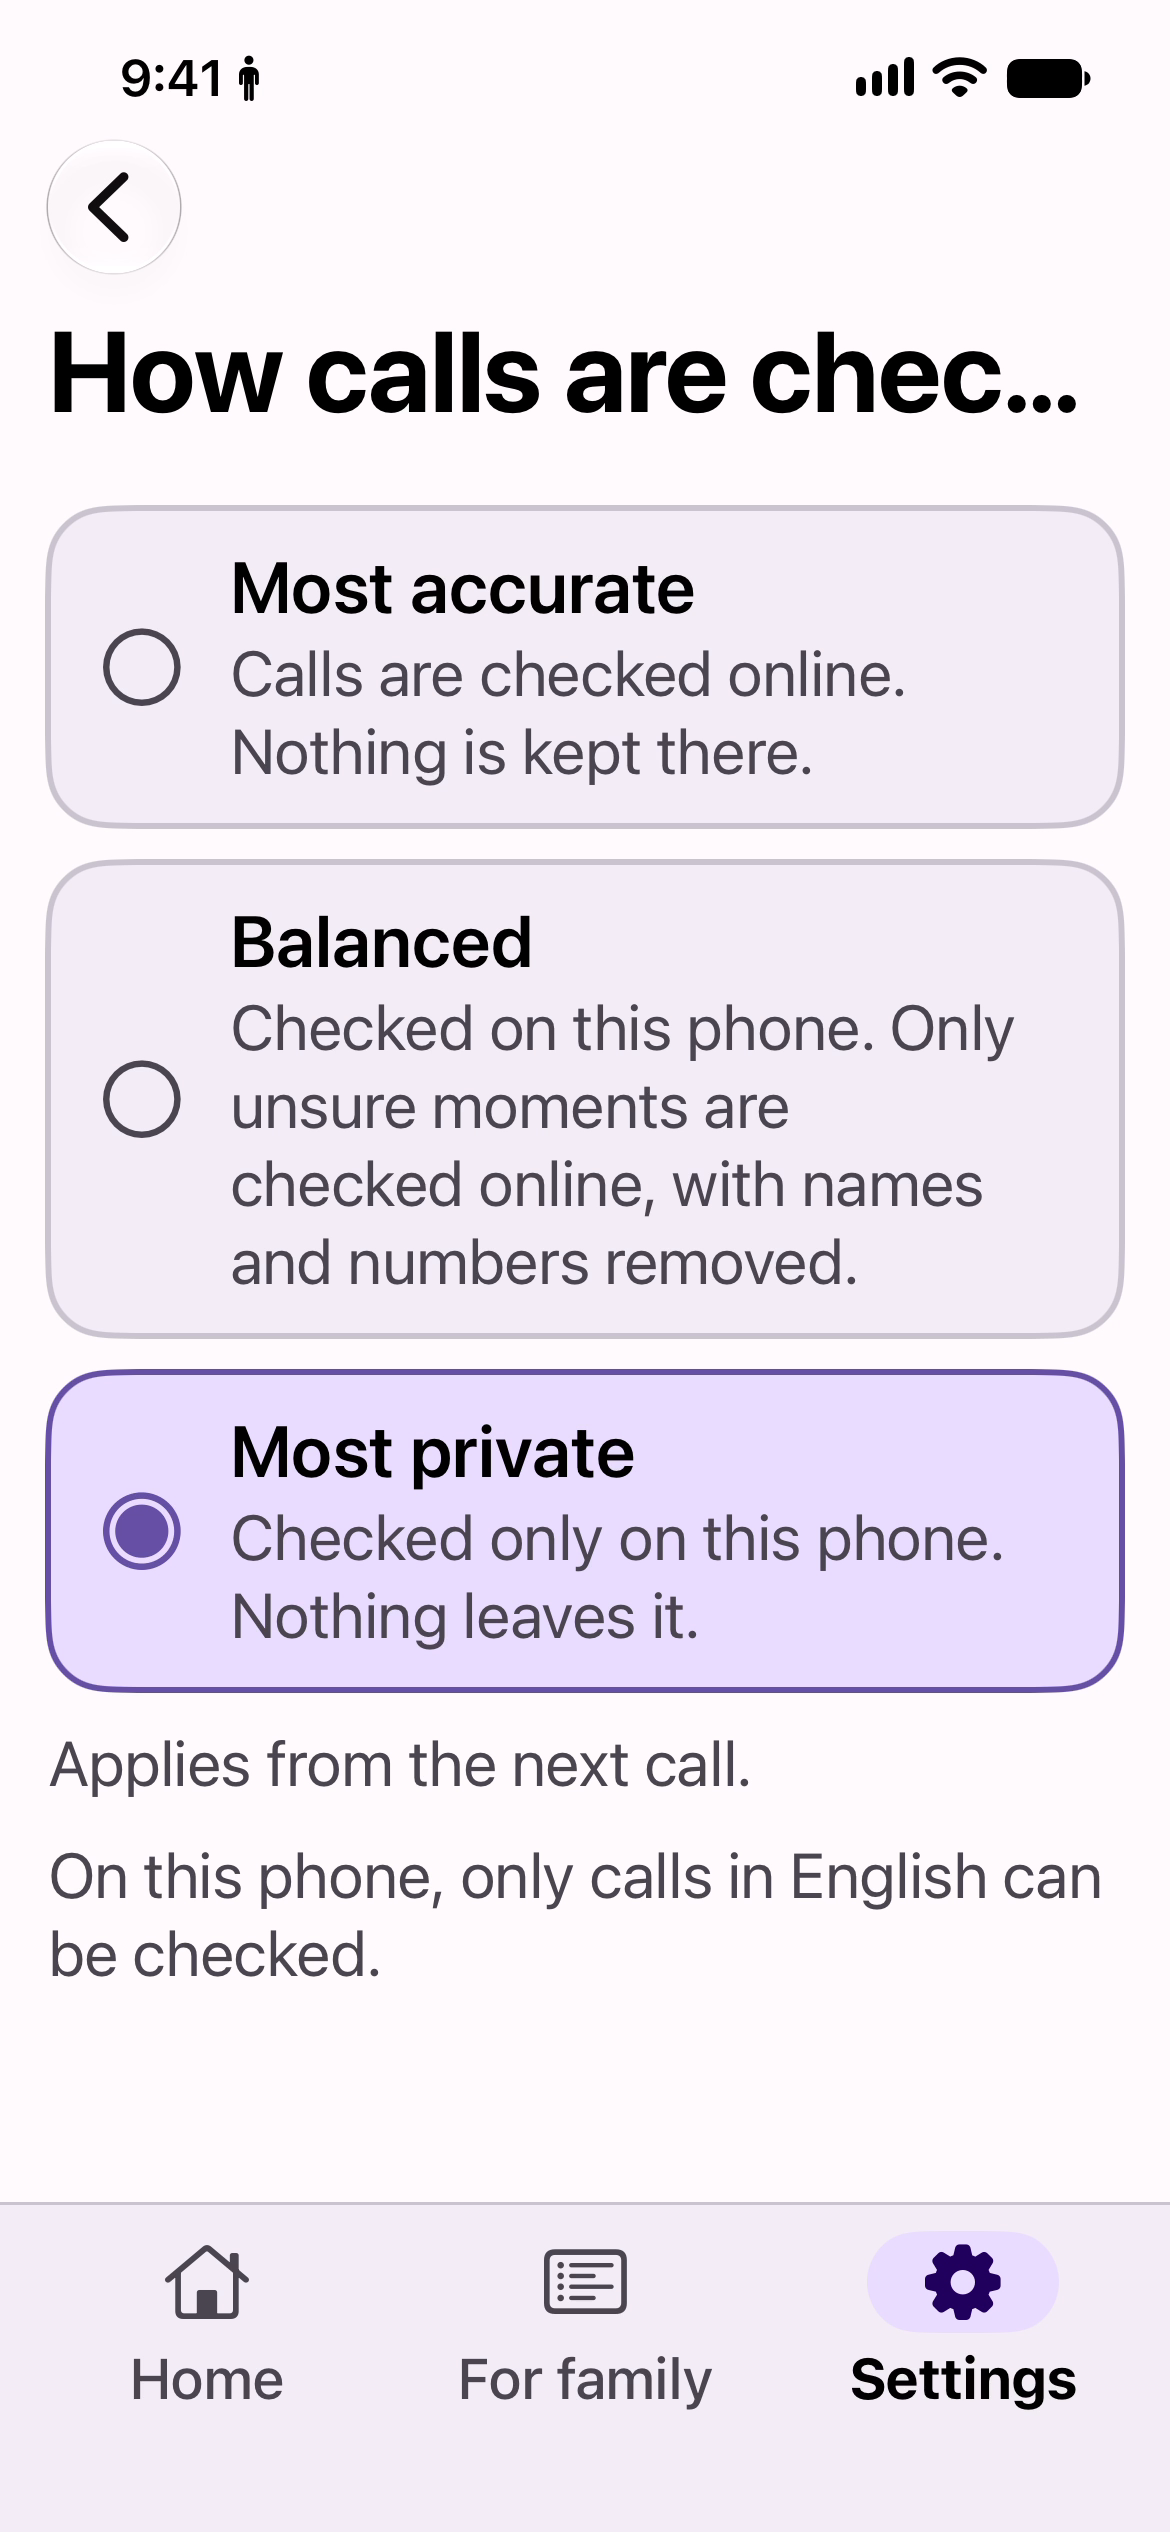 9:41
How calls are chec...
Most accurate
Calls are checked online.
Nothing is kept there.
Balanced
Checked on this phone. Only
unsure moments are
checked online, with names
and numbers removed.
Most private
Checked only on this phone.
Nothing leaves it.
Applies from the next call.
On this phone, only calls in English can
be checked.
Home
For family
Settings